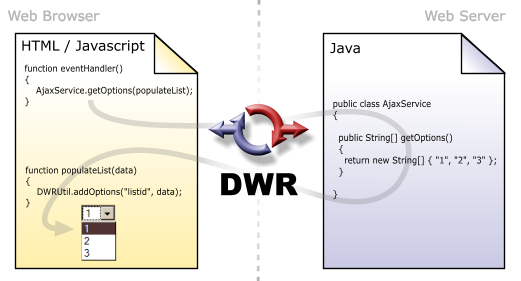 Web Browser
Web Server
HTML / Javascript
function eventHandler()
{
AjaxService.getOptions(populateList);
}
function populateList(data)
{
DWRUtil.addOptions("listid", data);
}
1
1
2
3
DWR
Java
public class AjaxService
{
public String[] getOptions()
{
return new String[] { "1", "2", "3" };
}
}